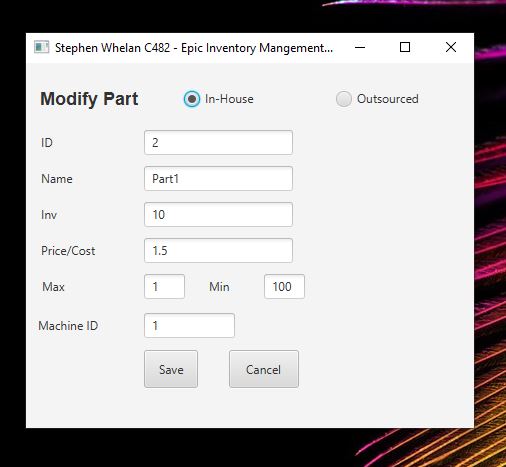 Stephen Whelan C482 - Epic Inventory Mangement...
Modify Part In-House Outsourced
ID 2
Name Part1
Inv 10
Price/Cost 1.5
Max 1 Min 100
Machine ID 1
Save Cancel